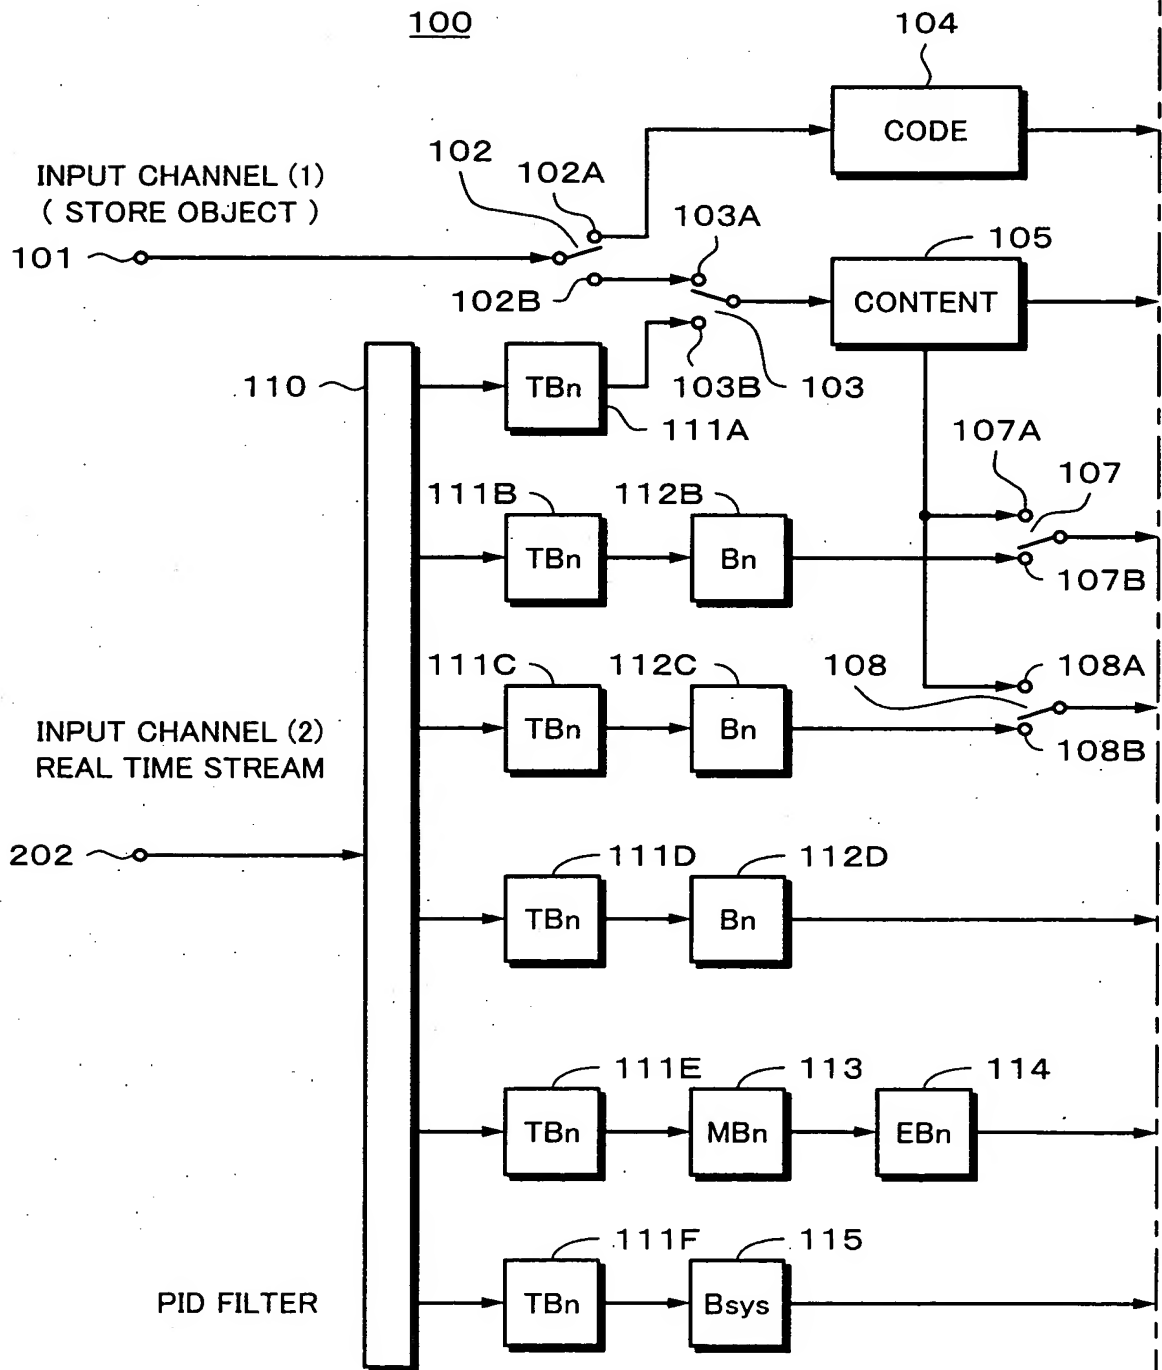 100
104
CODE
102
102A
INPUT CHANNEL (1)
( STORE OBJECT )
103A
105
101
102B
CONTENT
110
TBn
103B
103
111A
107A
107
111B
112B
TBn
Bn
107B
111C
112C
108
108A
INPUT CHANNEL (2)
REAL TIME STREAM
TBn
Bn
108B
202
111D
112D
TBn
Bn
111E
113
114
TBn
MBn
EBn
111F
115
PID FILTER
TBn
Bsys